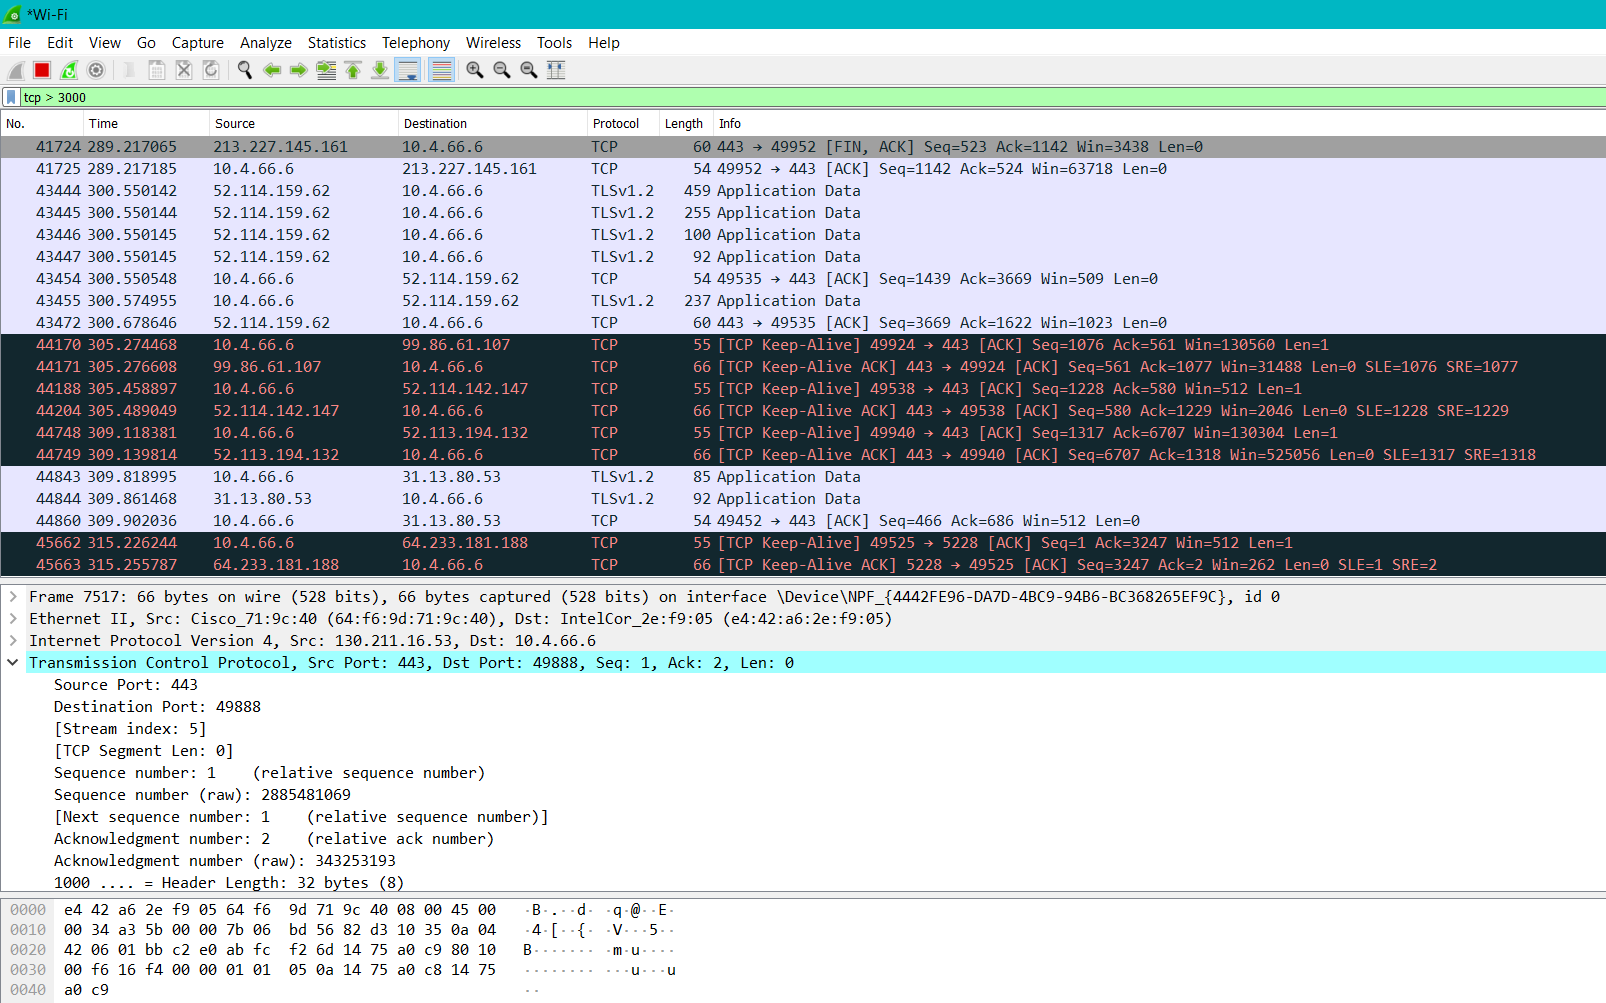 *Wi-Fi
File Edit View Go Capture Analyze Statistics Telephony Wireless Tools Help
tcp > 3000
No. Time Source Destination Protocol Length Info
41724 289.217065 213.227.145.161 10.4.66.6 TCP 60 443 → 49952 [FIN, ACK] Seq=523 Ack=1142 Win=3438 Len=0
41725 289.217185 10.4.66.6 213.227.145.161 TCP 54 49952 → 443 [ACK] Seq=1142 Ack=524 Win=63718 Len=0
43444 300.550142 52.114.159.62 10.4.66.6 TLSv1.2 459 Application Data
43445 300.550144 52.114.159.62 10.4.66.6 TLSv1.2 255 Application Data
43446 300.550145 52.114.159.62 10.4.66.6 TLSv1.2 100 Application Data
43447 300.550145 52.114.159.62 10.4.66.6 TLSv1.2 92 Application Data
43454 300.550548 10.4.66.6 52.114.159.62 TCP 54 49535 → 443 [ACK] Seq=1439 Ack=3669 Win=509 Len=0
43455 300.574955 10.4.66.6 52.114.159.62 TLSv1.2 237 Application Data
43472 300.678646 52.114.159.62 10.4.66.6 TCP 60 443 → 49535 [ACK] Seq=3669 Ack=1622 Win=1023 Len=0
44170 305.274468 10.4.66.6 99.86.61.107 TCP 55 [TCP Keep-Alive] 49924 → 443 [ACK] Seq=1076 Ack=561 Win=130560 Len=1
44171 305.276608 99.86.61.107 10.4.66.6 TCP 66 [TCP Keep-Alive ACK] 443 → 49924 [ACK] Seq=561 Ack=1077 Win=31488 Len=0 SLE=1076 SRE=1077
44188 305.458897 10.4.66.6 52.114.142.147 TCP 55 [TCP Keep-Alive] 49538 → 443 [ACK] Seq=1228 Ack=580 Win=512 Len=1
44204 305.489049 52.114.142.147 10.4.66.6 TCP 66 [TCP Keep-Alive ACK] 443 → 49538 [ACK] Seq=580 Ack=1229 Win=2046 Len=0 SLE=1228 SRE=1229
44748 309.118381 10.4.66.6 52.113.194.132 TCP 55 [TCP Keep-Alive] 49940 → 443 [ACK] Seq=1317 Ack=6707 Win=130304 Len=1
44749 309.139814 52.113.194.132 10.4.66.6 TCP 66 [TCP Keep-Alive ACK] 443 → 49940 [ACK] Seq=6707 Ack=1318 Win=525056 Len=0 SLE=1317 SRE=1318
44843 309.818995 10.4.66.6 31.13.80.53 TLSv1.2 85 Application Data
44844 309.861468 31.13.80.53 10.4.66.6 TLSv1.2 92 Application Data
44860 309.902036 10.4.66.6 31.13.80.53 TCP 54 49452 → 443 [ACK] Seq=466 Ack=686 Win=512 Len=0
45662 315.226244 10.4.66.6 64.233.181.188 TCP 55 [TCP Keep-Alive] 49525 → 5228 [ACK] Seq=1 Ack=3247 Win=512 Len=1
45663 315.255787 64.233.181.188 10.4.66.6 TCP 66 [TCP Keep-Alive ACK] 5228 → 49525 [ACK] Seq=3247 Ack=2 Win=262 Len=0 SLE=1 SRE=2
Frame 7517: 66 bytes on wire (528 bits), 66 bytes captured (528 bits) on interface \Device\NPF_{4442FE96-DA7D-4BC9-94B6-BC368265EF9C}, id 0
Ethernet II, Src: Cisco_71:9c:40 (64:f6:9d:71:9c:40), Dst: IntelCor_2e:f9:05 (e4:42:a6:2e:f9:05)
Internet Protocol Version 4, Src: 130.211.16.53, Dst: 10.4.66.6
Transmission Control Protocol, Src Port: 443, Dst Port: 49888, Seq: 1, Ack: 2, Len: 0
Source Port: 443
Destination Port: 49888
[Stream index: 5]
[TCP Segment Len: 0]
Sequence number: 1 (relative sequence number)
Sequence number (raw): 2885481069
[Next sequence number: 1 (relative sequence number)]
Acknowledgment number: 2 (relative ack number)
Acknowledgment number (raw): 343253193
1000 .... = Header Length: 32 bytes (8)
0000 e4 42 a6 2e f9 05 64 f6 9d 71 9c 40 08 00 45 00 ·B·.··d· ·q·@··E·
0010 00 34 a3 5b 00 00 7b 06 bd 56 82 d3 10 35 0a 04 ·4·[··{· ·V···5··
0020 42 06 01 bb c2 e0 ab fc f2 6d 14 75 a0 c9 80 10 B······· ·m·u····
0030 00 f6 16 f4 00 00 01 01 05 0a 14 75 a0 c8 14 75 ········ ···u···u
0040 a0 c9 ··